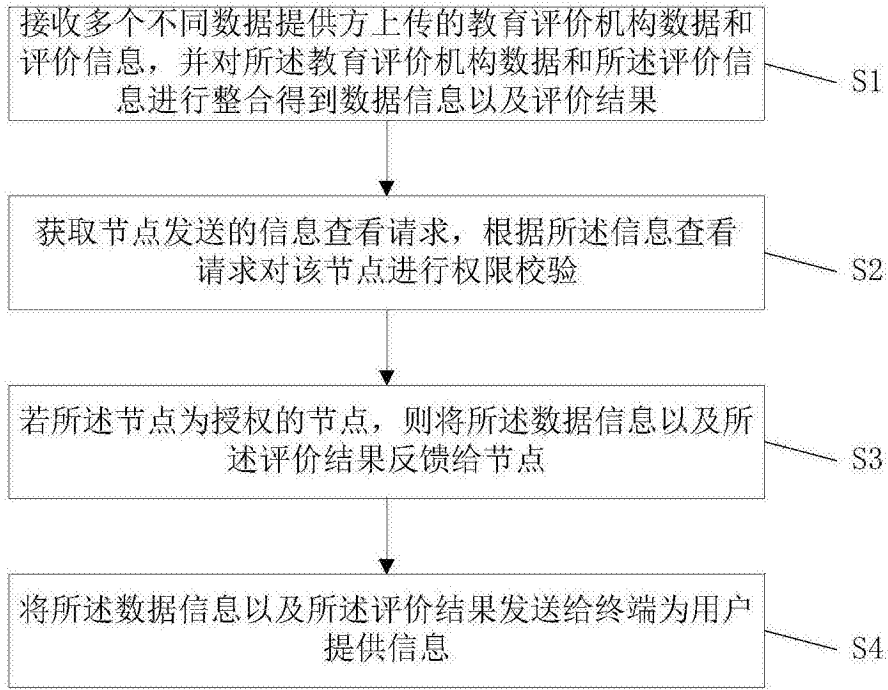 接收多个不同数据提供方上传的教育评价机构数据和
评价信息，并对所述教育评价机构数据和所述评价信
息进行整合得到数据信息以及评价结果
S1
获取节点发送的信息查看请求，根据所述信息查看
请求对该节点进行权限校验
S2
若所述节点为授权的节点，则将所述数据信息以及所
述评价结果反馈给节点
S3
将所述数据信息以及所述评价结果发送给终端为用户
提供信息
S4